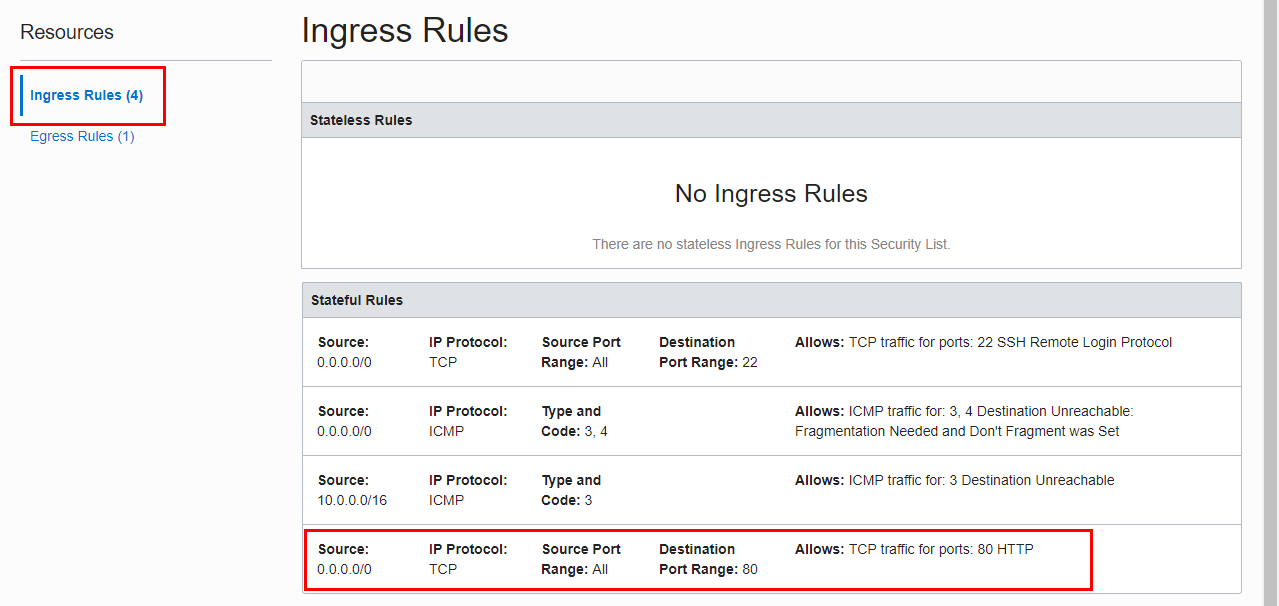 Resources
Ingress Rules (4)
Egress Rules (1)
Ingress Rules
Stateless Rules
No Ingress Rules
There are no stateless Ingress Rules for this Security List.
Stateful Rules
Source: IP Protocol: Source Port Destination Allows: TCP traffic for ports: 22 SSH Remote Login Protocol
0.0.0.0/0 TCP Range: All Port Range: 22
Source: IP Protocol: Type and Allows: ICMP traffic for: 3, 4 Destination Unreachable:
0.0.0.0/0 ICMP Code: 3, 4 Fragmentation Needed and Don't Fragment was Set
Source: IP Protocol: Type and Allows: ICMP traffic for: 3 Destination Unreachable
10.0.0.0/16 ICMP Code: 3
Source: IP Protocol: Source Port Destination Allows: TCP traffic for ports: 80 HTTP
0.0.0.0/0 TCP Range: All Port Range: 80